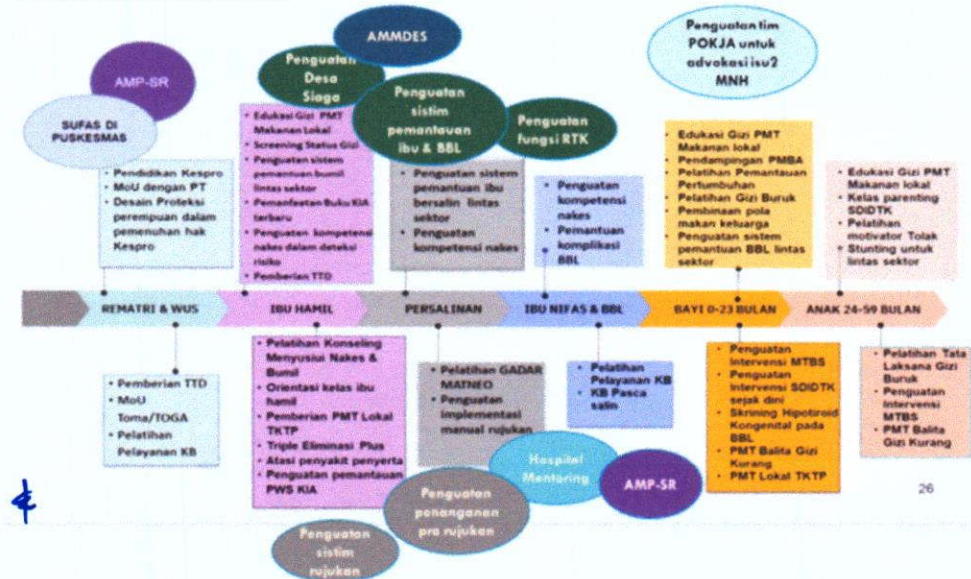 AMMDES
Penguatan
Desa
Siaga
AMP-SR
SUFAS DI
PUSKESMAS
Penguatan
sistim
pemantauan
ibu & BBL
Penguatan
fungsi RTK
Penguatan tim
POKJA untuk
advokasi isu2
MNH
• Pendidikan Kespro
• MoU dengan PT
• Desain Proteksi
perempuan dalam
pemenuhan hak
Kespro
• Edukasi Gizi PMT
Makanan Lokal
• Screening Status Gizi
• Penguatan sistem
pemantuan bumil
lintas sektor
• Pemanfeatan Buku KIA
terbaru
• Penguatan kompetensi
nakes dalam deteksi
risiko
• Pemberian TTD
• Penguatan sistem
pemantuan ibu
bersalin lintas
sektor
• Penguatan
kompetensi nakes
• Penguatan
kompetensi
nakes
• Pemantuan
komplikasi
BBL
• Edukasi Gizi PMT
Makanan lokal
• Pendampingan PMBA
• Pelatihan Pemantauan
Pertumbuhan
• Pelatihan Gizi Buruk
• Pembinaan pola
makan keluarga
• Penguatan sistem
pemantuan BBL lintas
sektor
• Edukasi Gizi PMT
Makanan lokal
• Kelas parenting
SDIDTK
• Pelatihan
motivator Tolak
• Stunting untuk
lintas sektor
REMATRI & WUS
IBU HAMIL
PERSALINAN
IBU NIFAS & BBL
BAYI 0-23 BULAN
ANAK 24-59 BULAN
• Pemberian TTD
• MoU
Toma/TOGA
• Pelatihan
Pelayanan KB
• Pelatihan Konseling
Menyusui Nakes &
Bumil
• Orientasi kelas ibu
hamil
• Pemberian PMT Lokal
TKTP
• Triple Eliminasi Plus
• Atasi penyakit penyerta
• Penguatan pemantauan
PWS KIA
• Pelatihan GADAR
MATNEO
• Penguatan
implementasi
manual rujukan
• Pelatihan
Pelayanan KB
• KB Pasca
salin
• Penguatan
Intervensi MTBS
• Penguatan
Intervensi SDIDTK
sejak dini
• Skrining Hipotiroid
Kongenital pada
BBL
• PMT Balita Gizi
Kurang
• PMT Lokal TKTP
• Pelatihan Tata
Laksana Gizi
Buruk
• Penguatan
Intervensi
MTBS
• PMT Balita
Gizi Kurang
Hospital
Mentoring
AMP-SR
Penguatan
penanganan
pra rujukan
Penguatan
sistim
rujukan
26